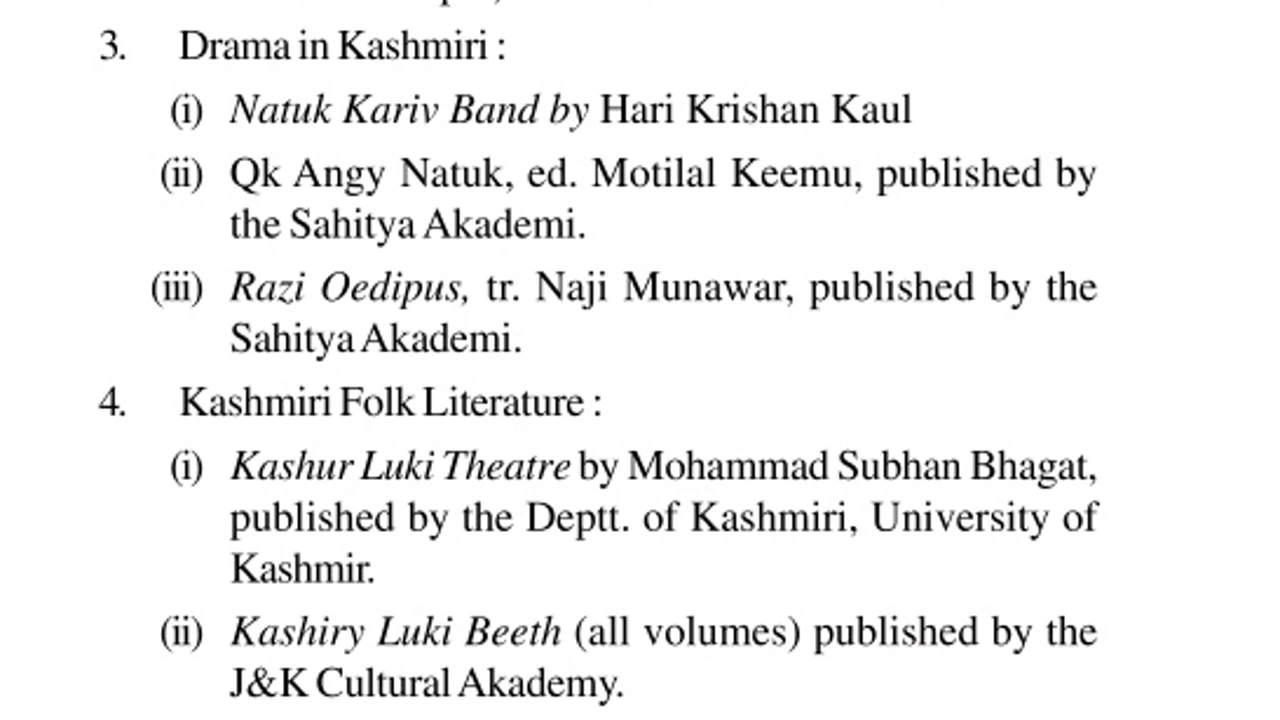 3. Drama in Kashmiri :
(i) Natuk Kariv Band by Hari Krishan Kaul
(ii) Qk Angy Natuk, ed. Motilal Keemu, published by
the Sahitya Akademi.
(iii) Razi Oedipus, tr. Naji Munawar, published by the
Sahitya Akademi.
4. Kashmiri Folk Literature :
(i) Kashur Luki Theatre by Mohammad Subhan Bhagat,
published by the Deptt. of Kashmiri, University of
Kashmir.
(ii) Kashiry Luki Beeth (all volumes) published by the
J&K Cultural Akademy.